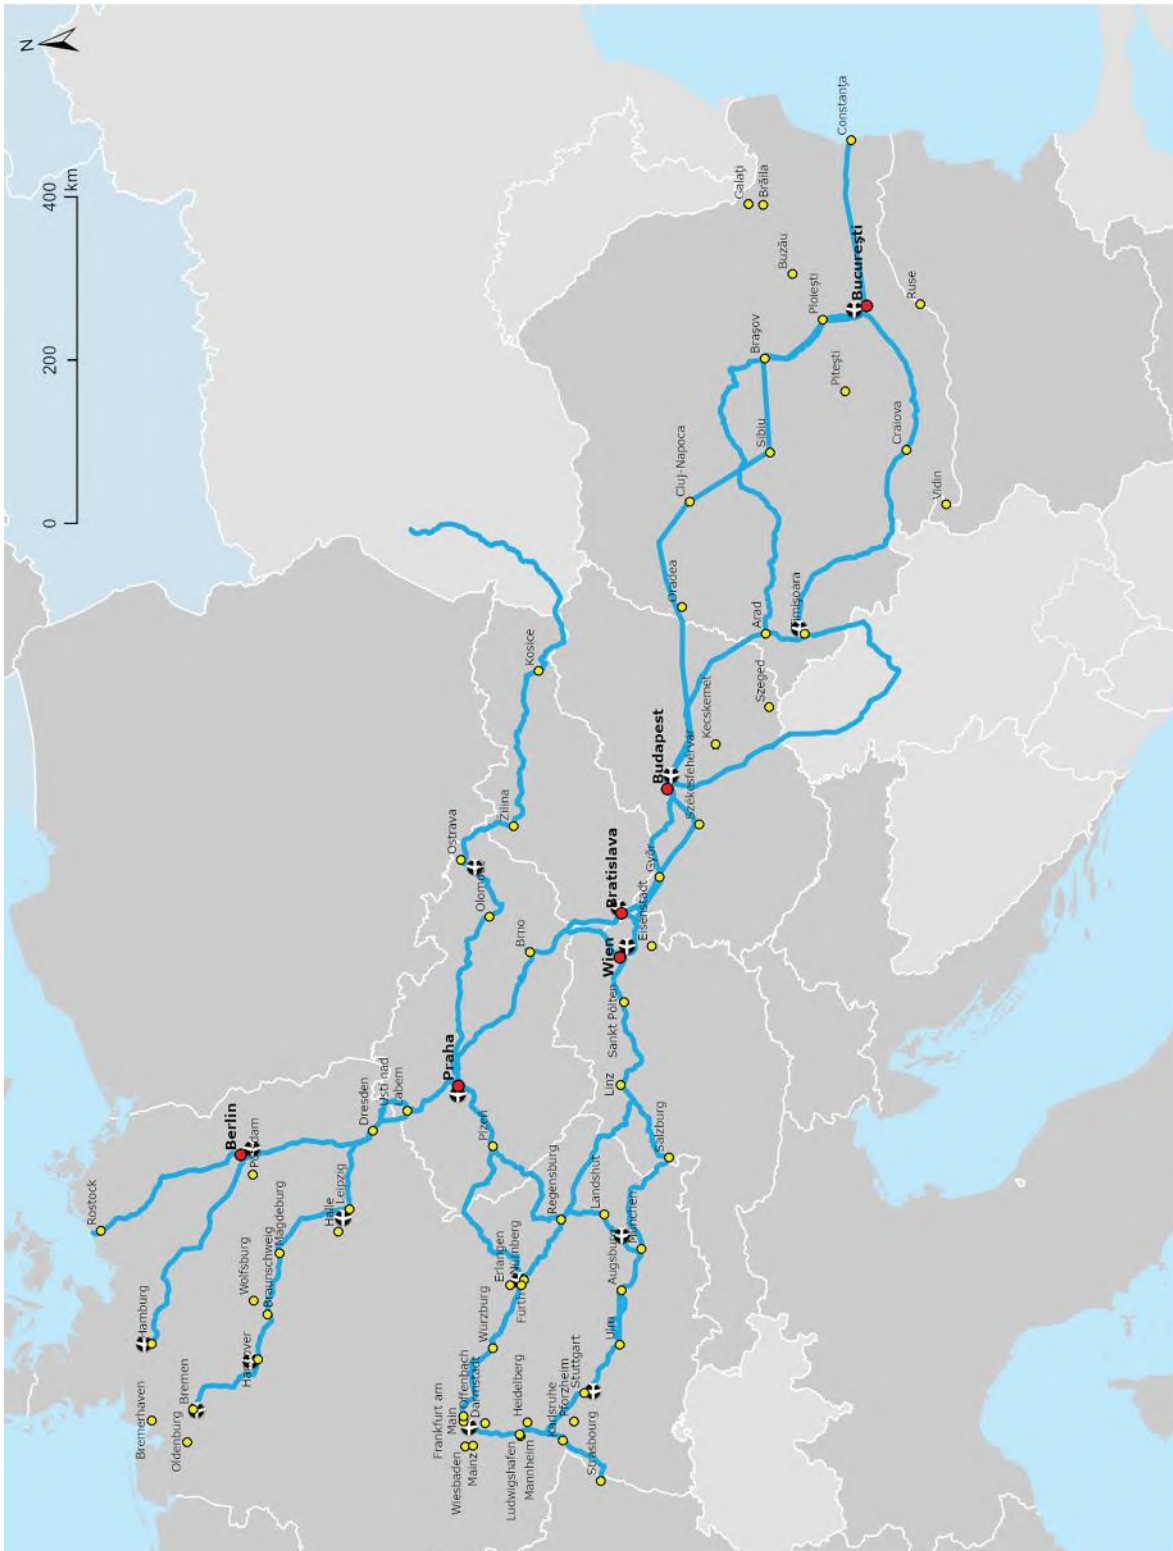 N
0
200
400
km
Rostock
Hamburg
Bremerhaven
Bremen
Oldenburg
Berlin
Potsdam
Wolfsburg
Hannover
Braunschweig
Magdeburg
Halle
Leipzig
Dresden
Usti nad
Labem
Praha
Plzen
Ostrava
Olomouc
Zilina
Kosice
Brno
Frankfurt am
Main
Offenbach
Wiesbaden
Mainz
Darmstadt
Würzburg
Erlangen
Nürnberg
Fürth
Ludwigshafen
Mannheim
Heidelberg
Regensburg
Karlsruhe
Pforzheim
Stuttgart
Strasbourg
Landshut
Ulm
Augsburg
München
Salzburg
Linz
Sankt Pölten
Wien
Bratislava
Eisenstadt
Győr
Budapest
Székesfehérvár
Kecskemét
Szeged
Oradea
Cluj-Napoca
Arad
Timișoara
Sibiu
Brașov
Galați
Brăila
Buzău
Ploiești
Pitești
București
Constanța
Craiova
Ruse
Vidin